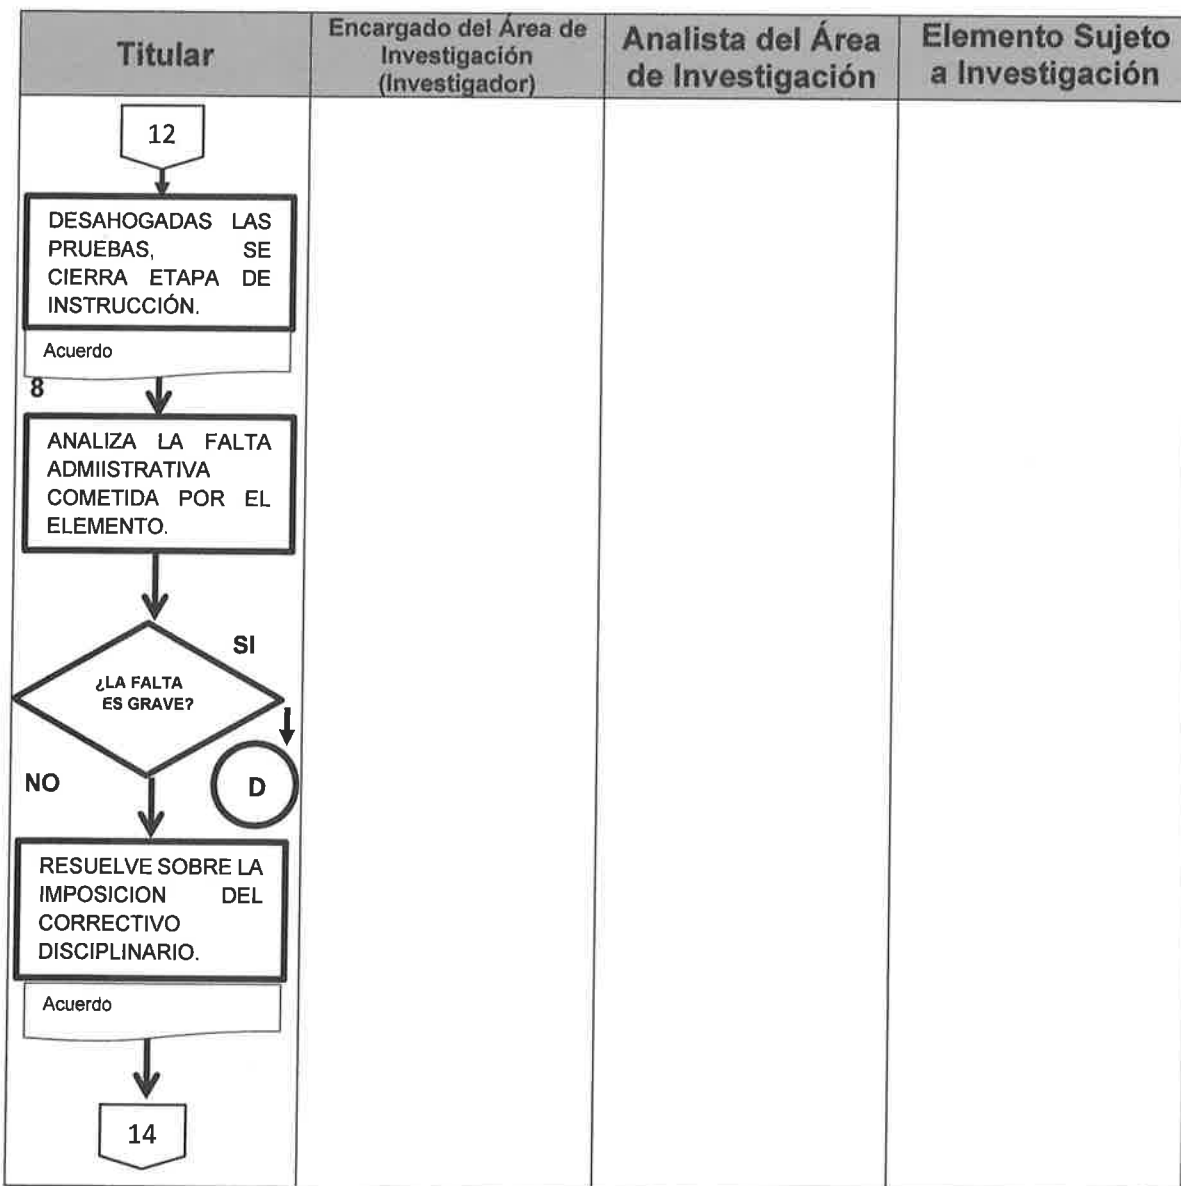 Titular
Encargado del Área de
Investigación
(Investigador)
Analista del Área
de Investigación
Elemento Sujeto
a Investigación
12
DESAHOGADAS LAS
PRUEBAS, SE
CIERRA ETAPA DE
INSTRUCCIÓN.
Acuerdo
8
ANALIZA LA FALTA
ADMIISTRATIVA
COMETIDA POR EL
ELEMENTO.
SI
¿LA FALTA
ES GRAVE?
NO
D
RESUELVE SOBRE LA
IMPOSICION DEL
CORRECTIVO
DISCIPLINARIO.
Acuerdo
14